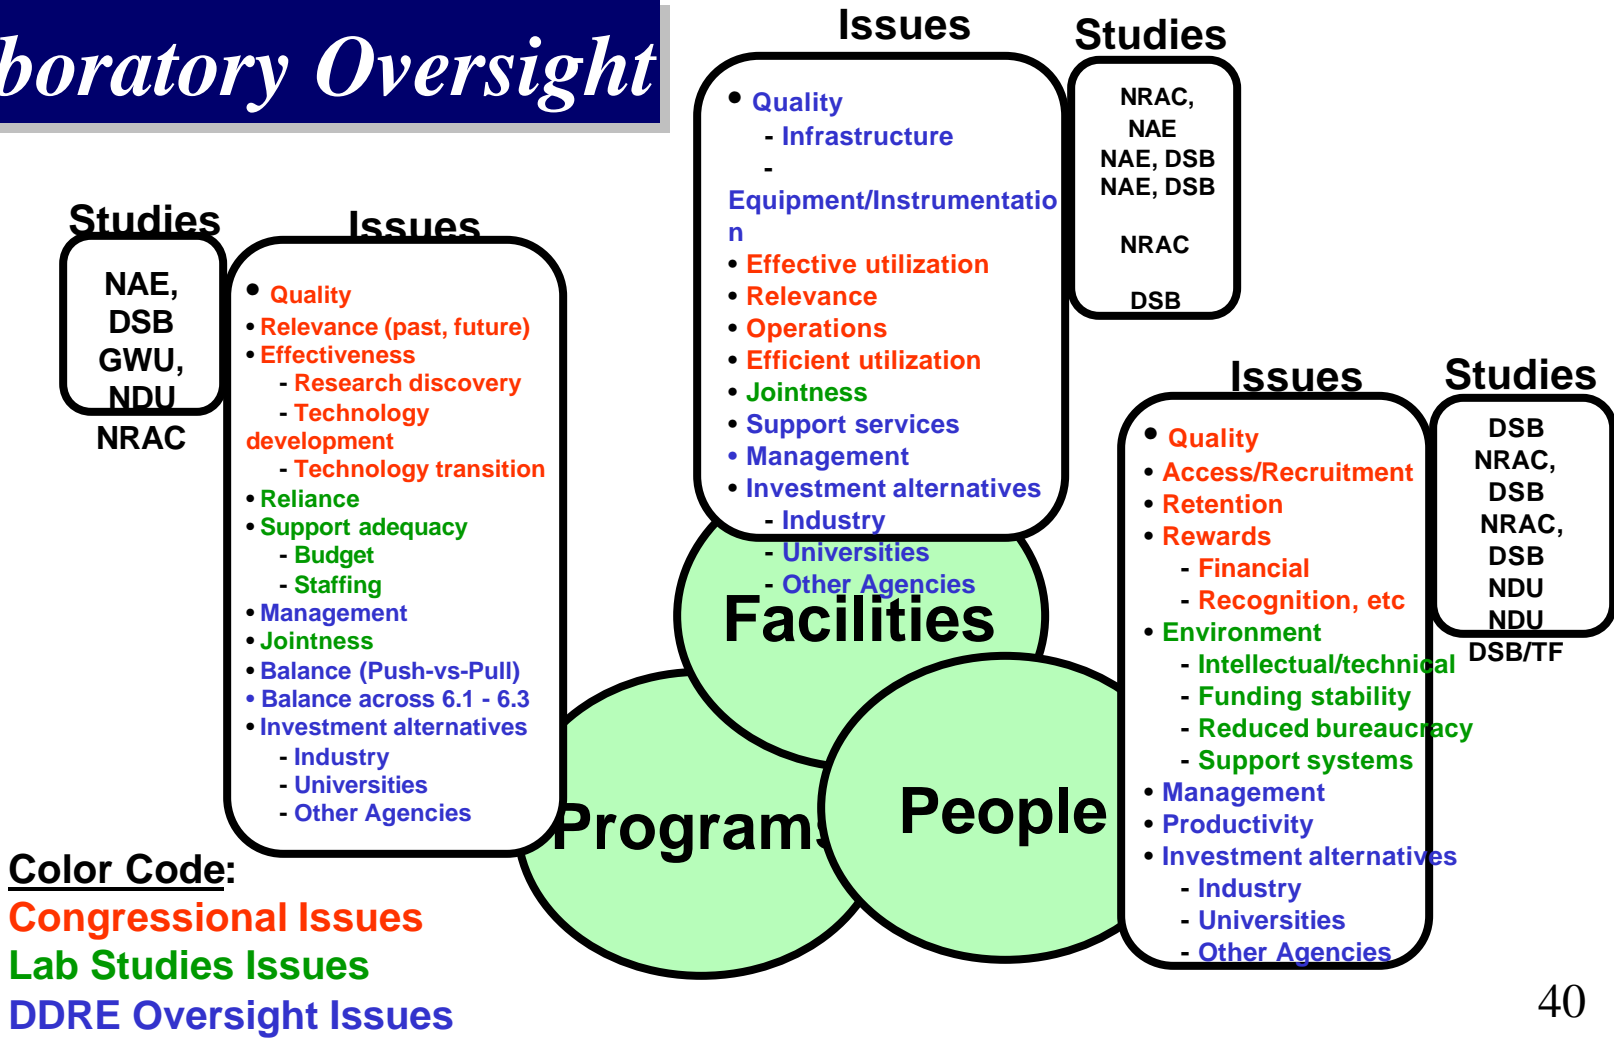 boratory Oversight
Studies
NAE,
DSB
GWU,
NDU
NRAC
Issues
• Quality
• Relevance (past, future)
• Effectiveness
- Research discovery
- Technology
development
- Technology transition
• Reliance
• Support adequacy
- Budget
- Staffing
• Management
• Jointness
• Balance (Push-vs-Pull)
• Balance across 6.1 - 6.3
• Investment alternatives
- Industry
- Universities
- Other Agencies
Issues
• Quality
- Infrastructure
-
Equipment/Instrumentatio
n
• Effective utilization
• Relevance
• Operations
• Efficient utilization
• Jointness
• Support services
• Management
• Investment alternatives
- Industry
- Universities
- Other Agencies
Studies
NRAC,
NAE
NAE, DSB
NAE, DSB
NRAC
DSB
Issues
• Quality
• Access/Recruitment
• Retention
• Rewards
- Financial
- Recognition, etc
• Environment
- Intellectual/technical
- Funding stability
- Reduced bureaucracy
- Support systems
• Management
• Productivity
• Investment alternatives
- Industry
- Universities
- Other Agencies
Studies
DSB
NRAC,
DSB
NRAC,
DSB
NDU
NDU
DSB/TF
Facilities
Programs
People
Color Code:
Congressional Issues
Lab Studies Issues
DDRE Oversight Issues
40